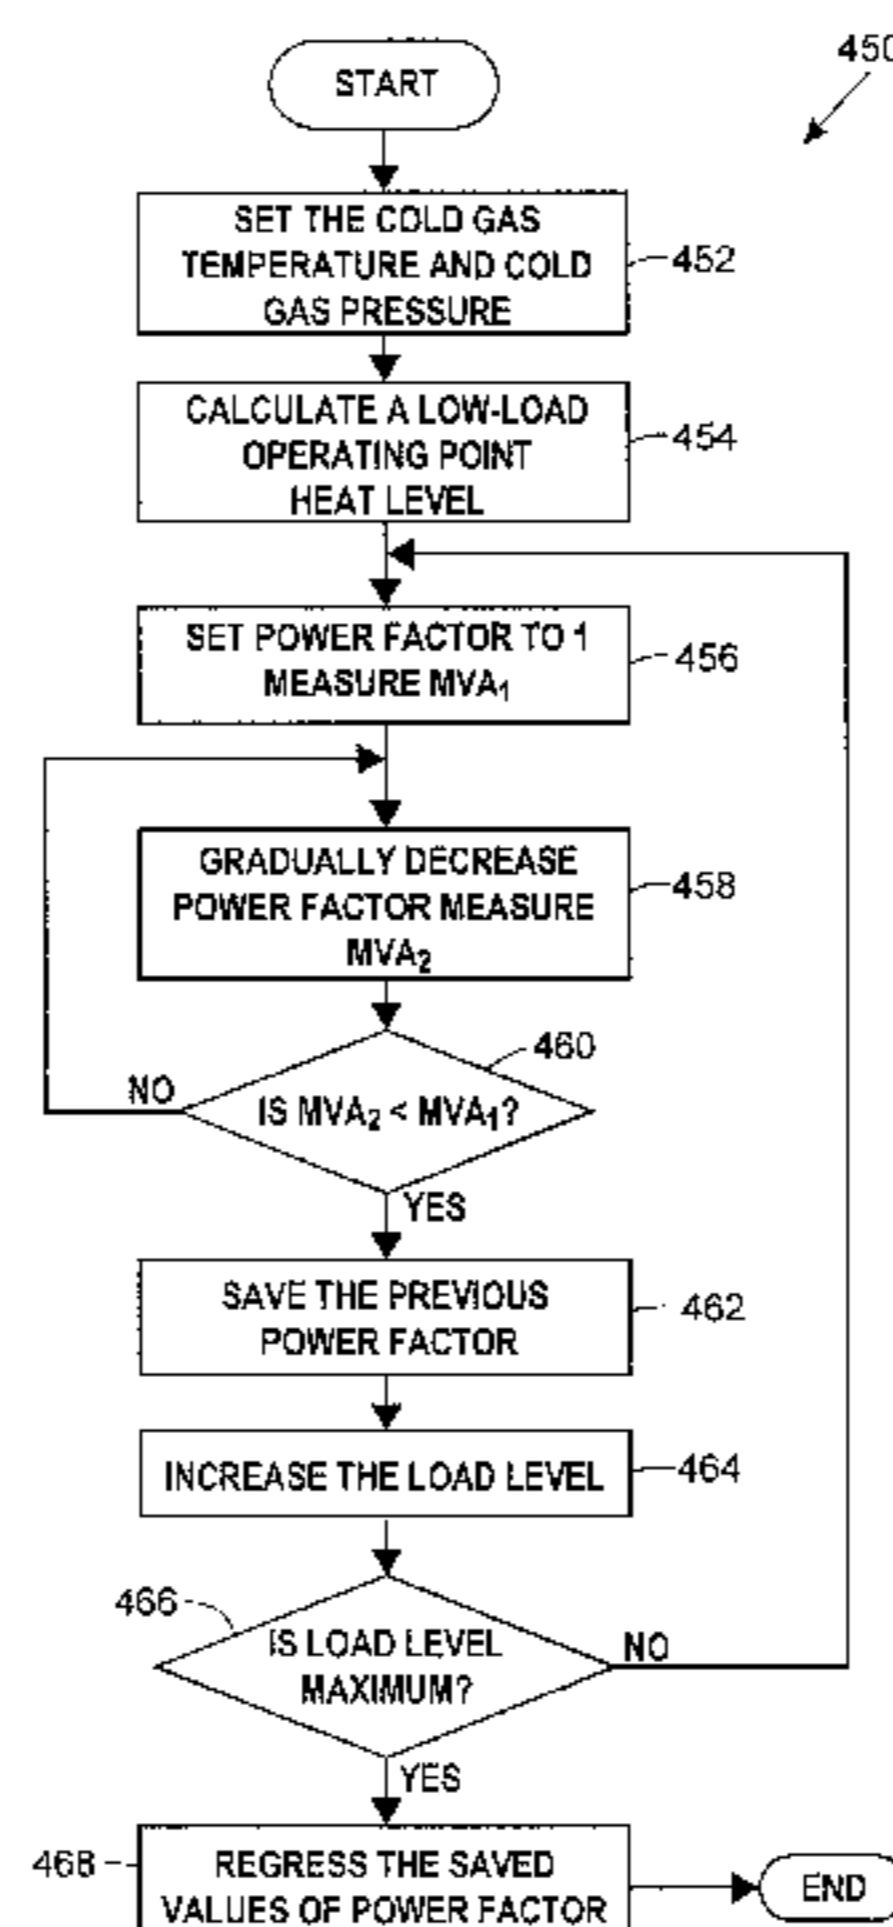 450
START
SET THE COLD GAS
TEMPERATURE AND COLD
GAS PRESSURE
452
CALCULATE A LOW-LOAD
OPERATING POINT
HEAT LEVEL
454
SET POWER FACTOR TO 1
MEASURE MVA1
456
GRADUALLY DECREASE
POWER FACTOR MEASURE
MVA2
458
460
NO
IS MVA2 < MVA1?
YES
SAVE THE PREVIOUS
POWER FACTOR
462
INCREASE THE LOAD LEVEL
464
466
IS LOAD LEVEL
MAXIMUM?
NO
YES
468
REGRESS THE SAVED
VALUES OF POWER FACTOR
END